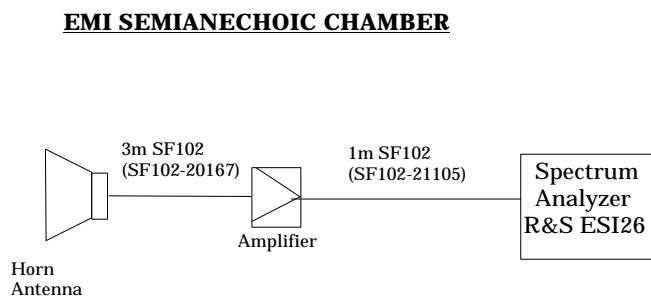 EMI SEMIANECHOIC CHAMBER
3m SF102
(SF102-20167)
1m SF102
(SF102-21105)
Spectrum
Analyzer
R&S ESI26
Amplifier
Horn
Antenna